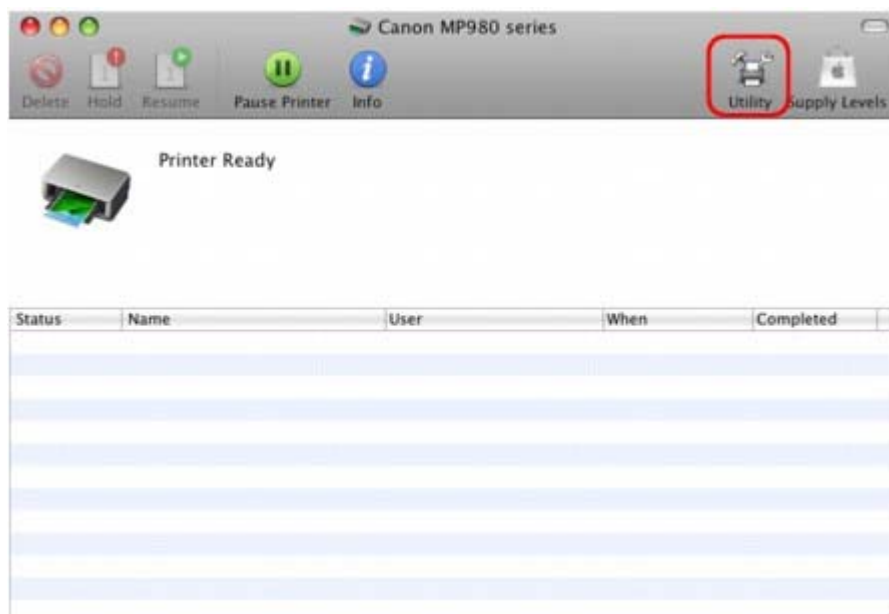 Canon MP980 series
Delete Hold Resume Pause Printer Info Utility Supply Levels
Printer Ready
Status Name User When Completed